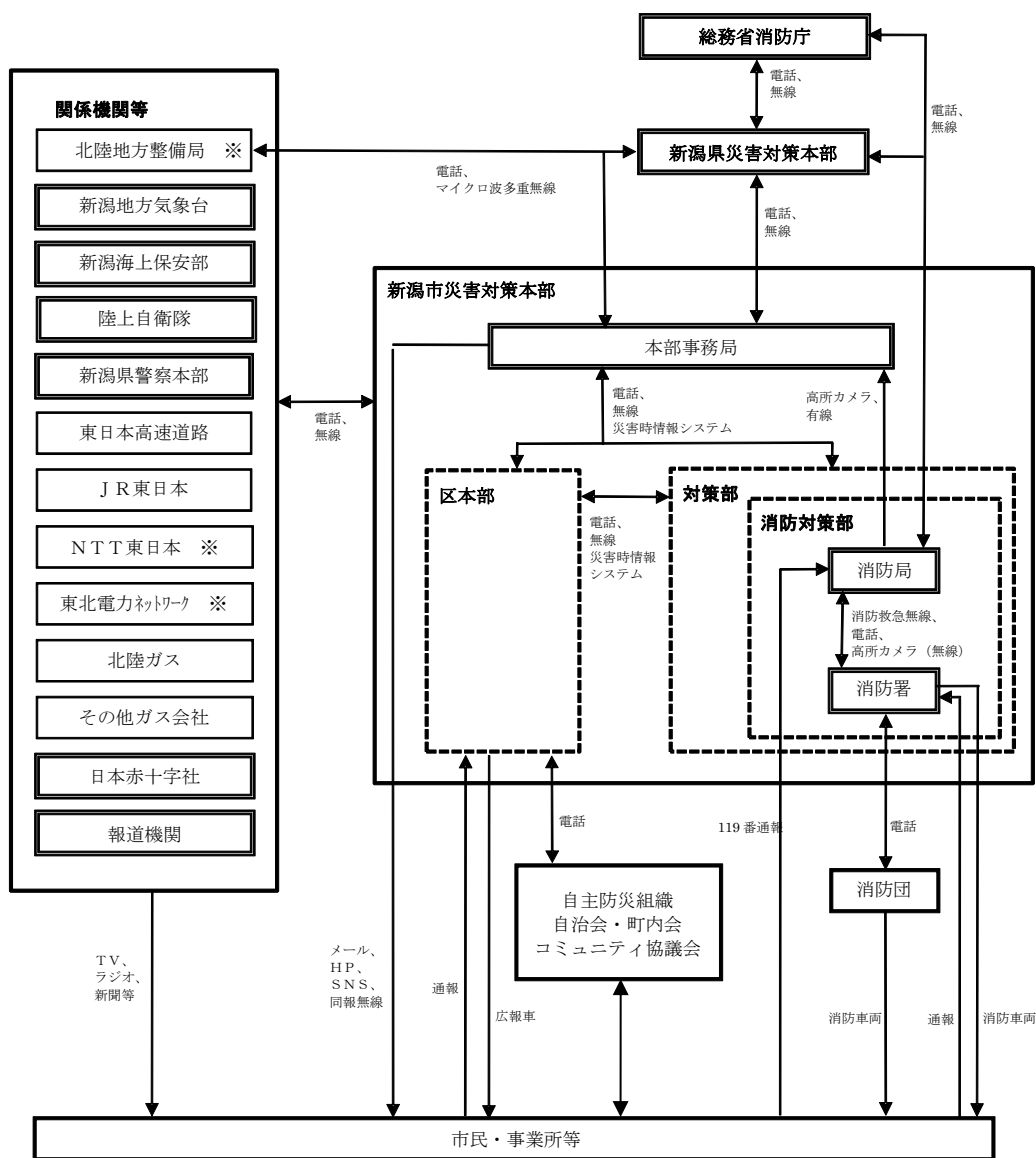 総務省消防庁
電話、
無線
電話、
無線
関係機関等
北陸地方整備局　※
新潟県災害対策本部
電話、
マイクロ波多重無線
電話、
無線
新潟地方気象台
新潟海上保安部
陸上自衛隊
新潟県警察本部
東日本高速道路
ＪＲ東日本
ＮＴＴ東日本　※
東北電力ﾈｯﾄﾜｰｸ　※
北陸ガス
その他ガス会社
日本赤十字社
報道機関
電話、
無線
新潟市災害対策本部
本部事務局
電話、
無線
災害時情報システム
高所カメラ、
有線
区本部
電話、
無線
災害時情報
システム
対策部
消防対策部
消防局
消防救急無線、
電話、
高所カメラ（無線）
消防署
電話
119 番通報
電話
自主防災組織
自治会・町内会
コミュニティ協議会
消防団
ＴＶ、
ラジオ、
新聞等
メール、
ＨＰ、
ＳＮＳ、
同報無線
通報
広報車
消防車両
通報
消防車両
市民・事業所等